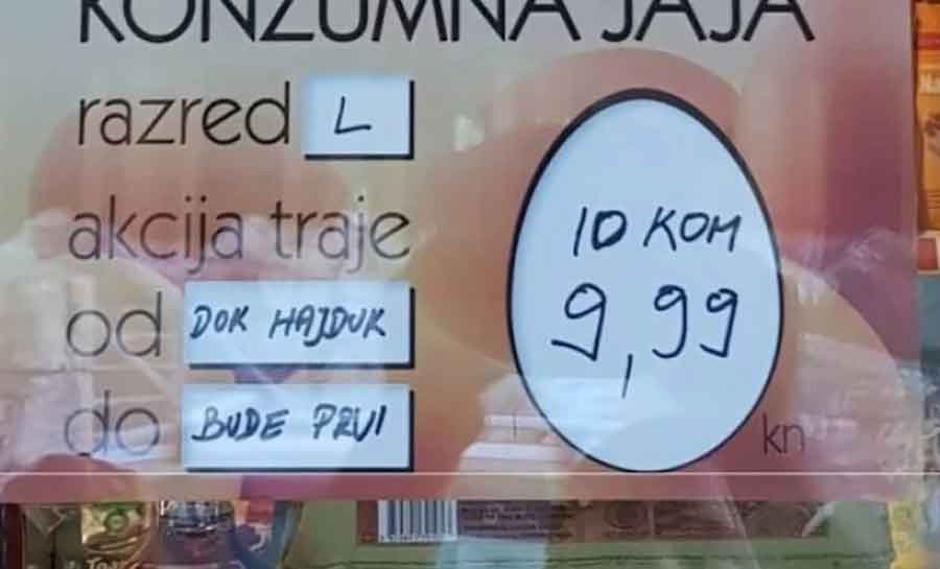 KONZUMNA JAJA
razred L
akcija traje
od DOK HAJDUK
do BUDE PRVI
10 KOM
9,99
kn